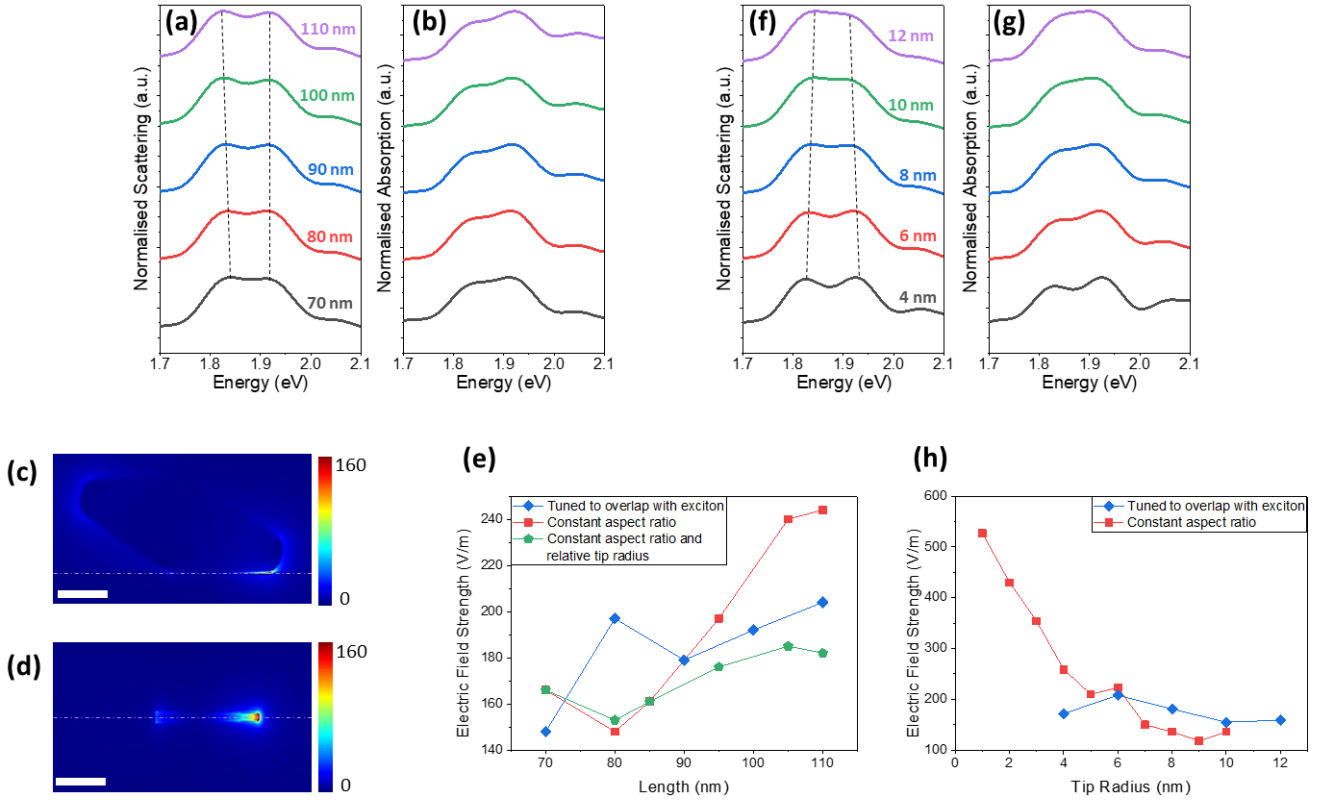 (a)
Normalised Scattering (a.u.)
110 nm
100 nm
90 nm
80 nm
70 nm
1.7 1.8 1.9 2.0 2.1
Energy (eV)
(b)
Normalised Absorption (a.u.)
1.7 1.8 1.9 2.0 2.1
Energy (eV)
(f)
Normalised Scattering (a.u.)
12 nm
10 nm
8 nm
6 nm
4 nm
1.7 1.8 1.9 2.0 2.1
Energy (eV)
(g)
Normalised Absorption (a.u.)
1.7 1.8 1.9 2.0 2.1
Energy (eV)
(c)
160
0
(d)
160
0
(e)
Tuned to overlap with exciton
Constant aspect ratio
Constant aspect ratio and
relative tip radius
Electric Field Strength (V/m)
240
220
200
180
160
140
70 80 90 100 110
Length (nm)
(h)
Tuned to overlap with exciton
Constant aspect ratio
Electric Field Strength (V/m)
600
500
400
300
200
100
0 2 4 6 8 10 12
Tip Radius (nm)